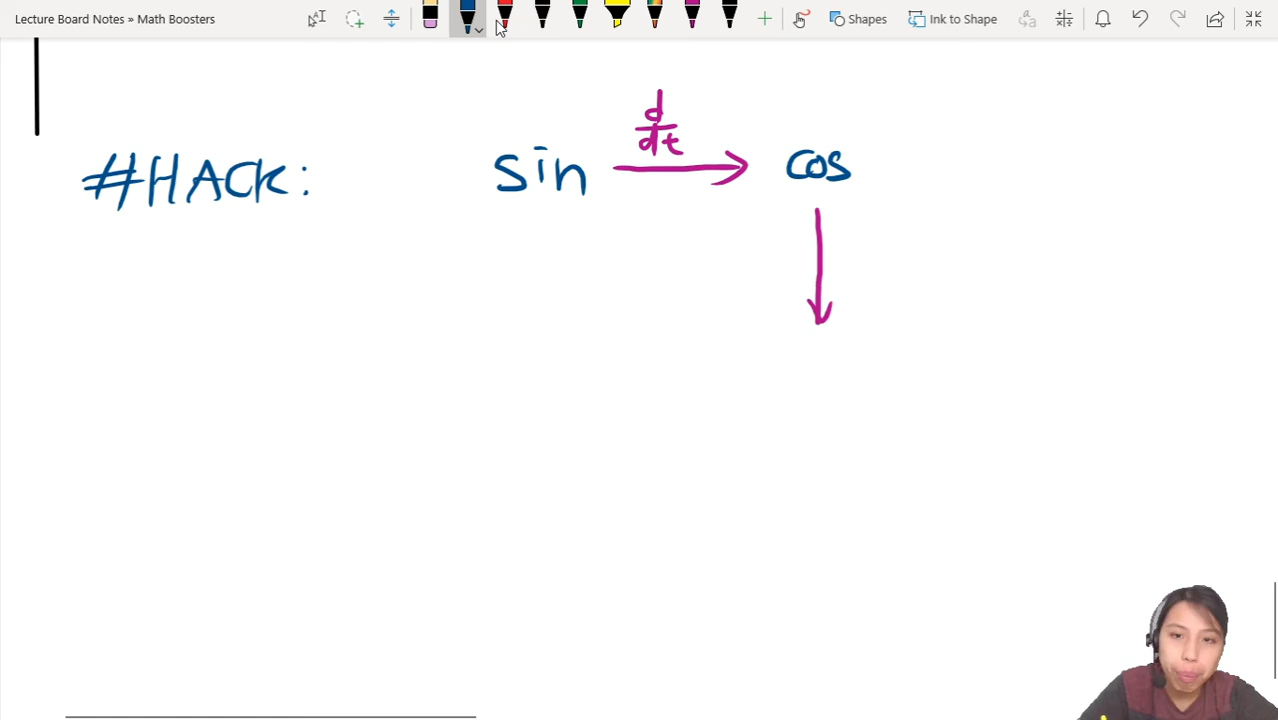 Lecture Board Notes » Math Boosters
Shapes
Ink to Shape
#HACK:
sin
d
dt
cos